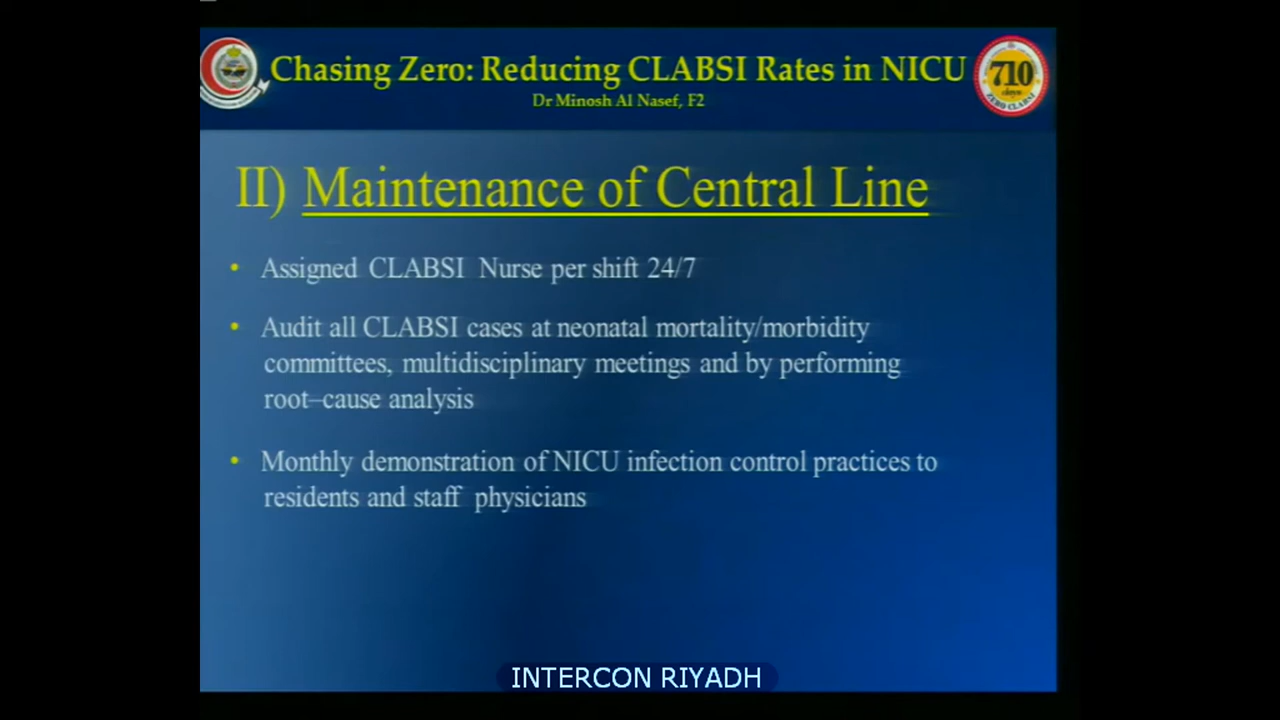 Chasing Zero: Reducing CLABSI Rates in NICU
Dr Minosh Al Nasef, F2
710
days
ZERO CLABSI
II) Maintenance of Central Line
• Assigned CLABSI Nurse per shift 24/7
• Audit all CLABSI cases at neonatal mortality/morbidity
committees, multidisciplinary meetings and by performing
root–cause analysis
• Monthly demonstration of NICU infection control practices to
residents and staff physicians
INTERCON RIYADH